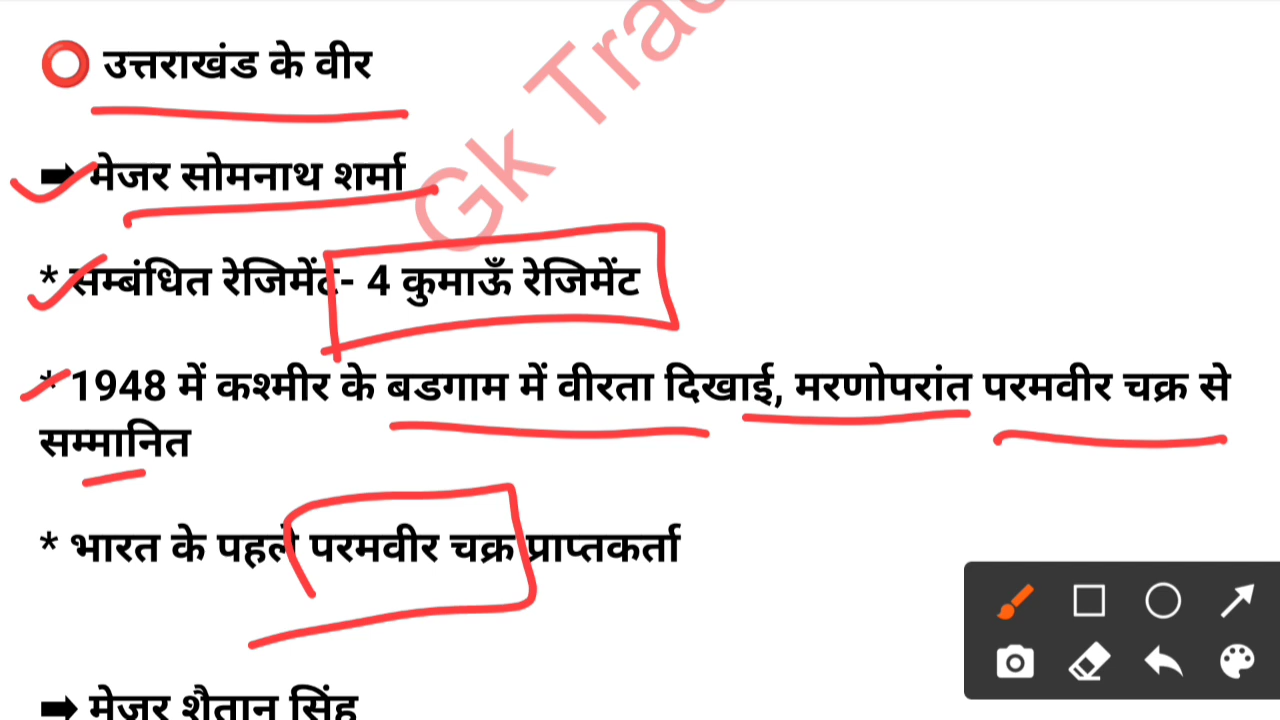 उत्तराखंड के वीर
➡ मेजर सोमनाथ शर्मा
* सम्बंधित रेजिमेंट- 4 कुमाऊँ रेजिमेंट
* 1948 में कश्मीर के बडगाम में वीरता दिखाई, मरणोपरांत परमवीर चक्र से
सम्मानित
* भारत के पहले परमवीर चक्र प्राप्तकर्ता
➡ मेजर शैतान सिंह
Gk